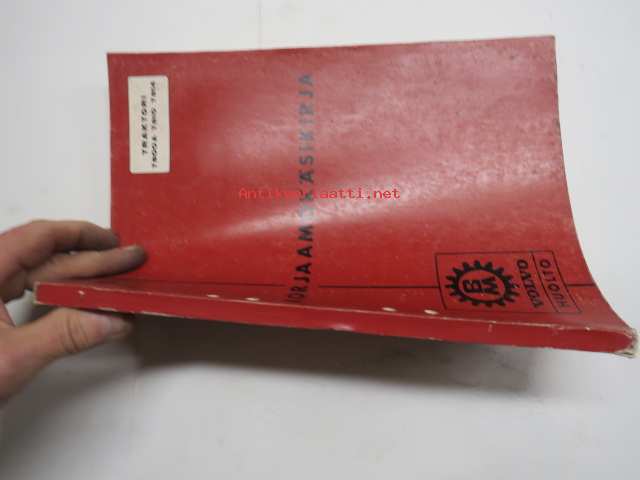 TRAKTORI
KORJAAMOKÄSIKIRJA
BM
VOLVO
HUOLTO
Antikvariaatti.net